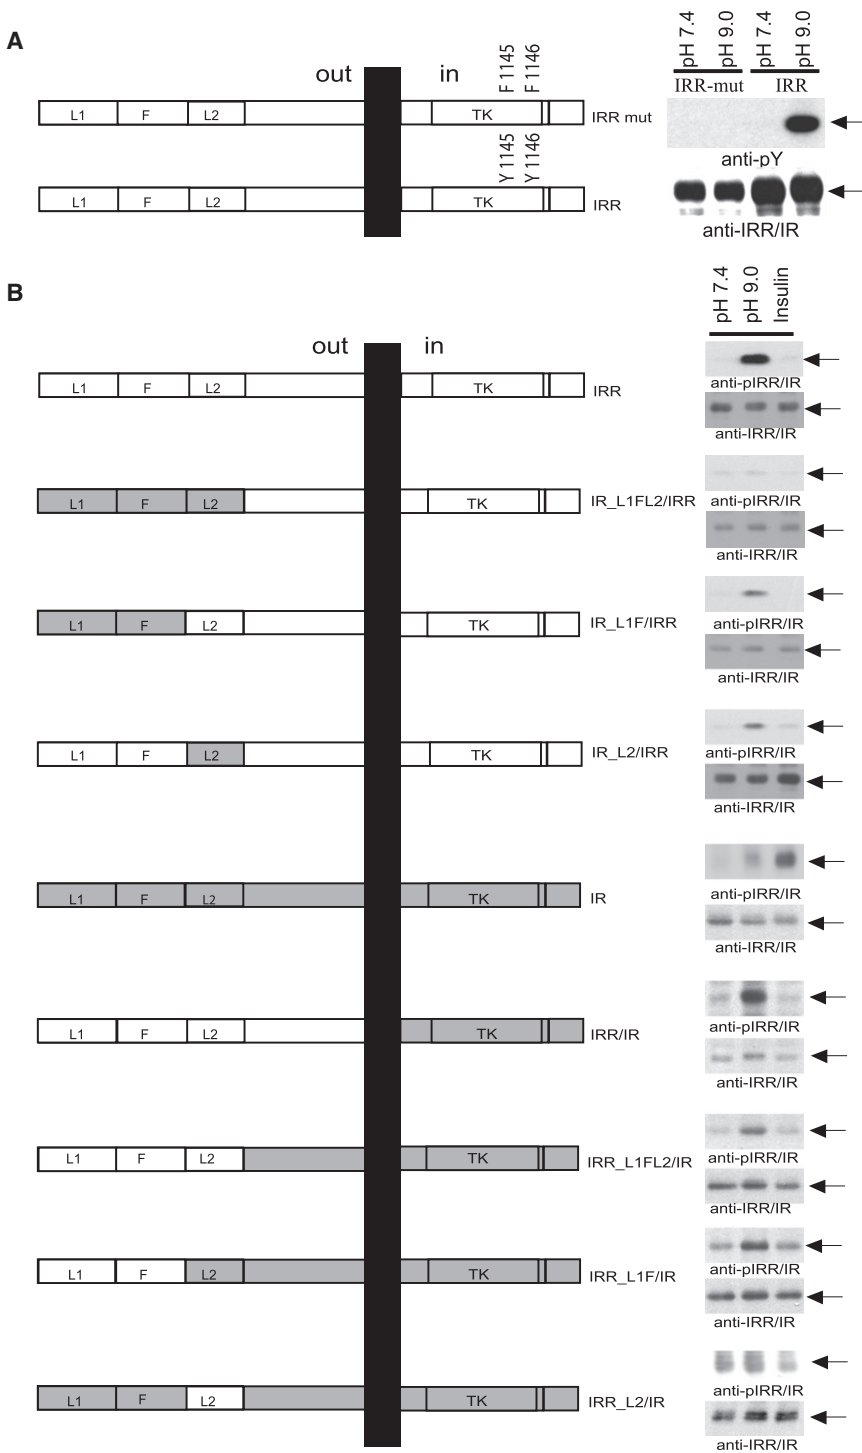 A
out in F 1145 F 1146
L1 F L2 TK IRR mut
Y 1145 Y 1146
L1 F L2 TK IRR
pH 7.4 pH 9.0 pH 7.4 pH 9.0
IRR-mut IRR
anti-pY
anti-IRR/IR
B
pH 7.4 pH 9.0 Insulin
out in
L1 F L2 TK IRR
anti-pIRR/IR
anti-IRR/IR
L1 F L2 TK IR_L1FL2/IRR
anti-pIRR/IR
anti-IRR/IR
L1 F L2 TK IR_L1F/IRR
anti-pIRR/IR
anti-IRR/IR
L1 F L2 TK IR_L2/IRR
anti-pIRR/IR
anti-IRR/IR
L1 F L2 TK IR
anti-pIRR/IR
anti-IRR/IR
L1 F L2 TK IRR/IR
anti-pIRR/IR
anti-IRR/IR
L1 F L2 TK IRR_L1FL2/IR
anti-pIRR/IR
anti-IRR/IR
L1 F L2 TK IRR_L1F/IR
anti-pIRR/IR
anti-IRR/IR
L1 F L2 TK IRR_L2/IR
anti-pIRR/IR
anti-IRR/IR